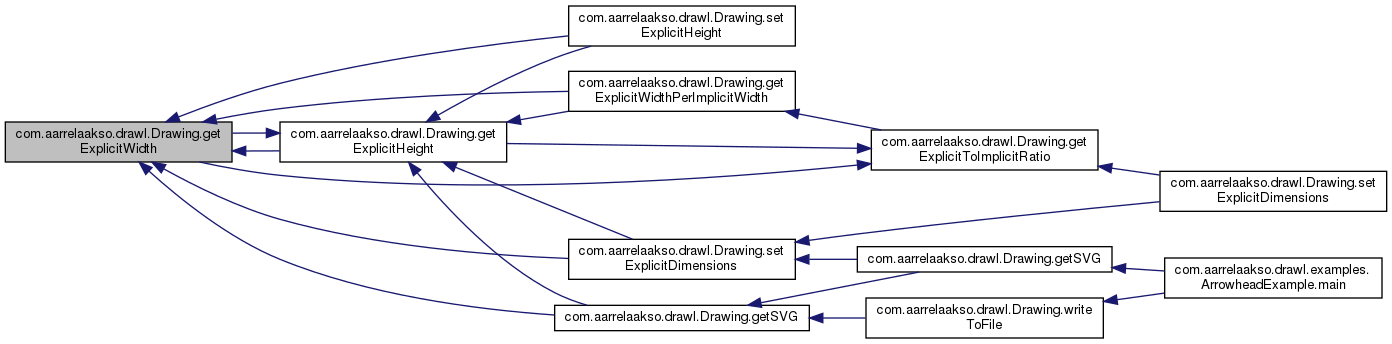 com.aarrelaakso.drawl.Drawing.set
ExplicitHeight
com.aarrelaakso.drawl.Drawing.get
ExplicitWidthPerImplicitWidth
com.aarrelaakso.drawl.Drawing.get
ExplicitWidth
com.aarrelaakso.drawl.Drawing.get
ExplicitHeight
com.aarrelaakso.drawl.Drawing.get
ExplicitToImplicitRatio
com.aarrelaakso.drawl.Drawing.set
ExplicitDimensions
com.aarrelaakso.drawl.Drawing.set
ExplicitDimensions
com.aarrelaakso.drawl.Drawing.getSVG
com.aarrelaakso.drawl.examples.
ArrowheadExample.main
com.aarrelaakso.drawl.Drawing.getSVG
com.aarrelaakso.drawl.Drawing.write
ToFile